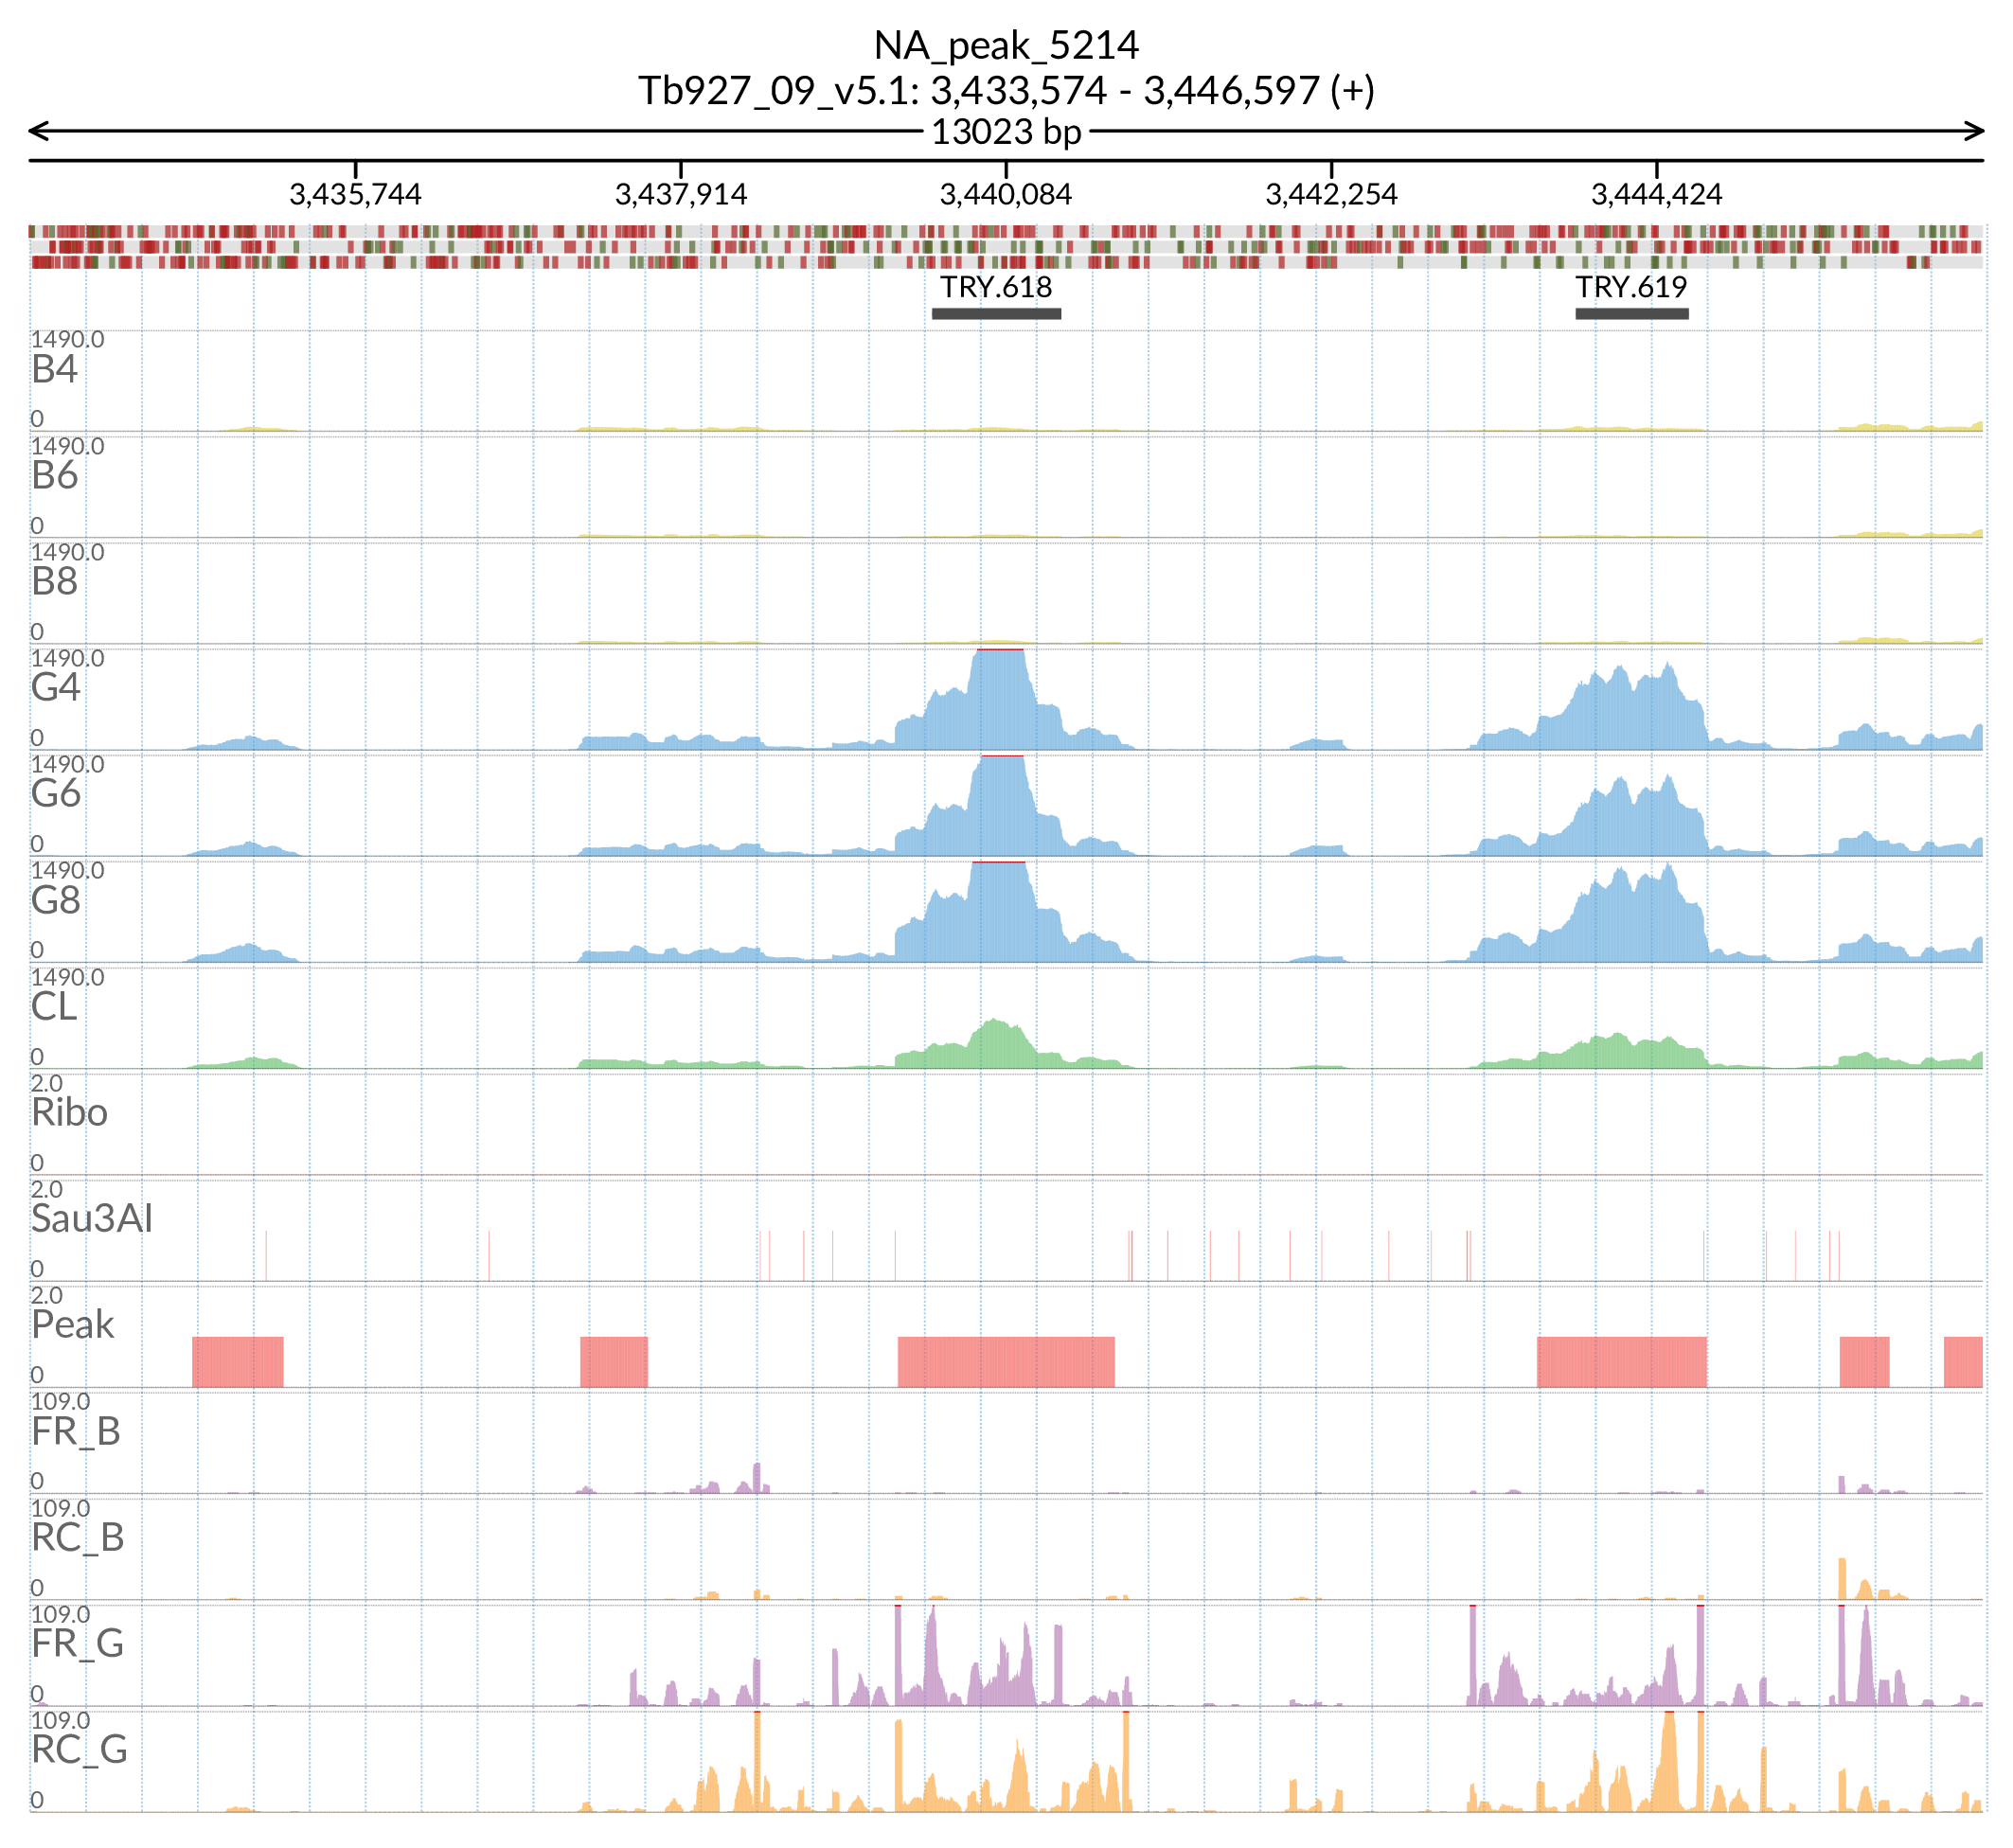 NA_peak_5214
Tb927_09_v5.1: 3,433,574 - 3,446,597 (+)
13023 bp
3,435,744 3,437,914 3,440,084 3,442,254 3,444,424
TRY.618 TRY.619
1490.0
B4
0
1490.0
B6
0
1490.0
B8
0
1490.0
G4
0
1490.0
G6
0
1490.0
G8
0
1490.0
CL
0
2.0
Ribo
0
2.0
Sau3AI
0
2.0
Peak
0
109.0
FR_B
0
109.0
RC_B
0
109.0
FR_G
0
109.0
RC_G
0